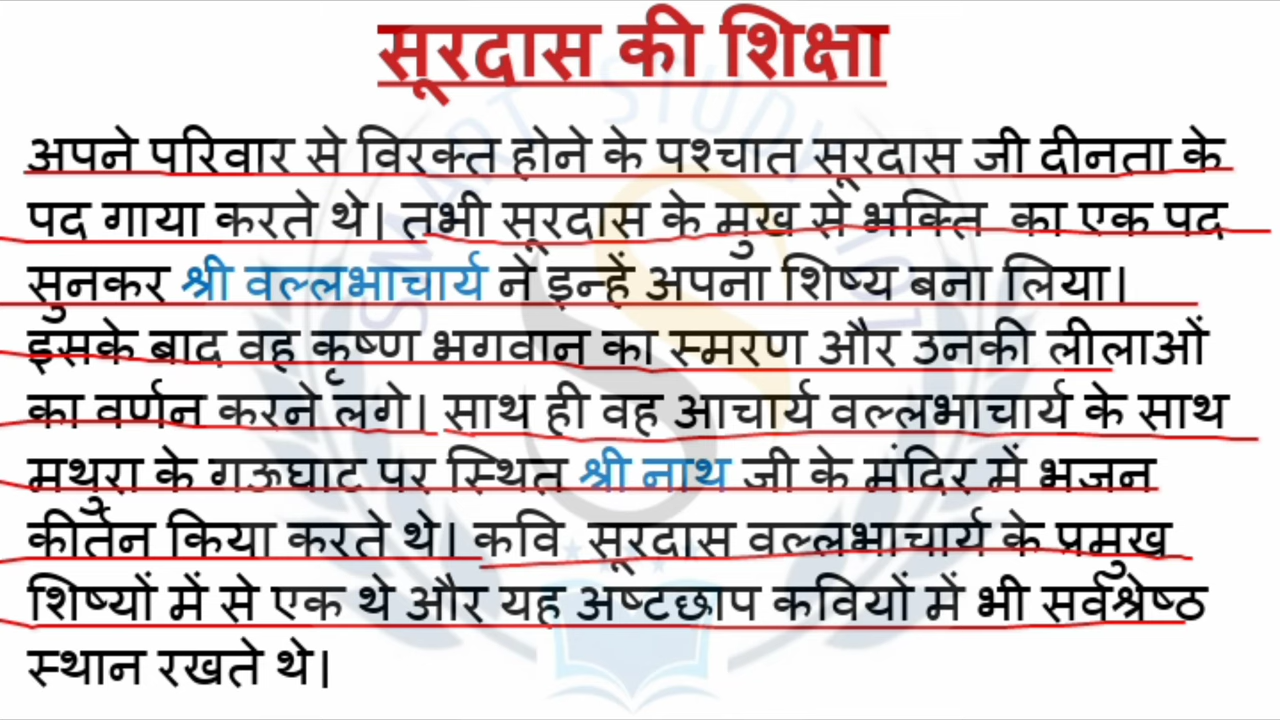 सूरदास की शिक्षा
अपने परिवार से विरक्त होने के पश्चात सूरदास जी दीनता के
पद गाया करते थे। तभी सूरदास के मुख से भक्ति का एक पद
सुनकर श्री वल्लभाचार्य ने इन्हें अपना शिष्य बना लिया।
इसके बाद वह कृष्ण भगवान का स्मरण और उनकी लीलाओं
का वर्णन करने लगे। साथ ही वह आचार्य वल्लभाचार्य के साथ
मथुरा के गऊघाट पर स्थित श्री नाथ जी के मंदिर में भजन
कीर्तन किया करते थे। कवि सूरदास वल्लभाचार्य के प्रमुख
शिष्यों में से एक थे और यह अष्टछाप कवियों में भी सर्वश्रेष्ठ
स्थान रखते थे।
SMART STUDY